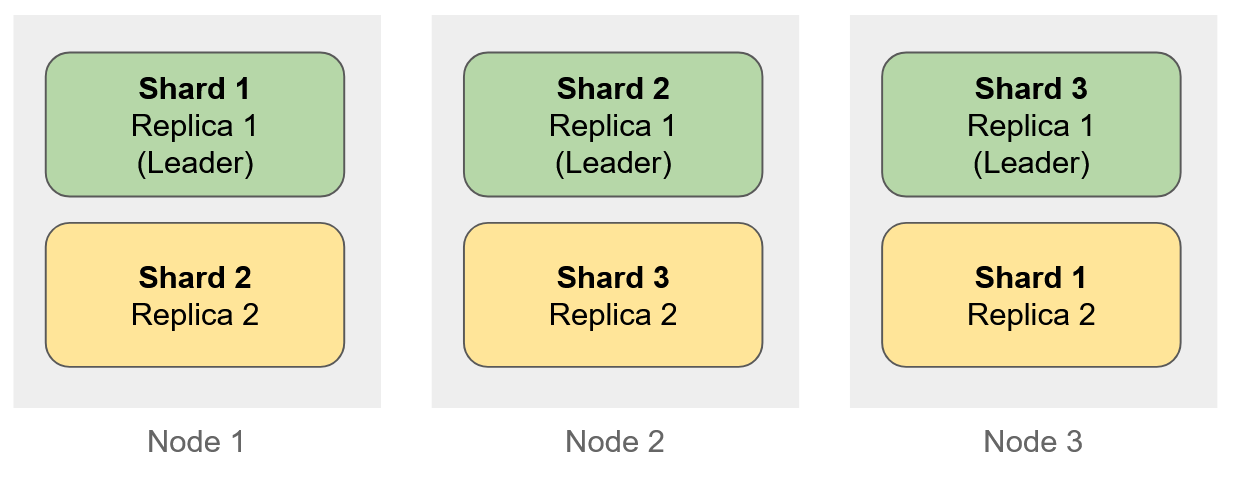 Shard 1
Replica 1
(Leader)
Shard 2
Replica 2
Node 1
Shard 2
Replica 1
(Leader)
Shard 3
Replica 2
Node 2
Shard 3
Replica 1
(Leader)
Shard 1
Replica 2
Node 3